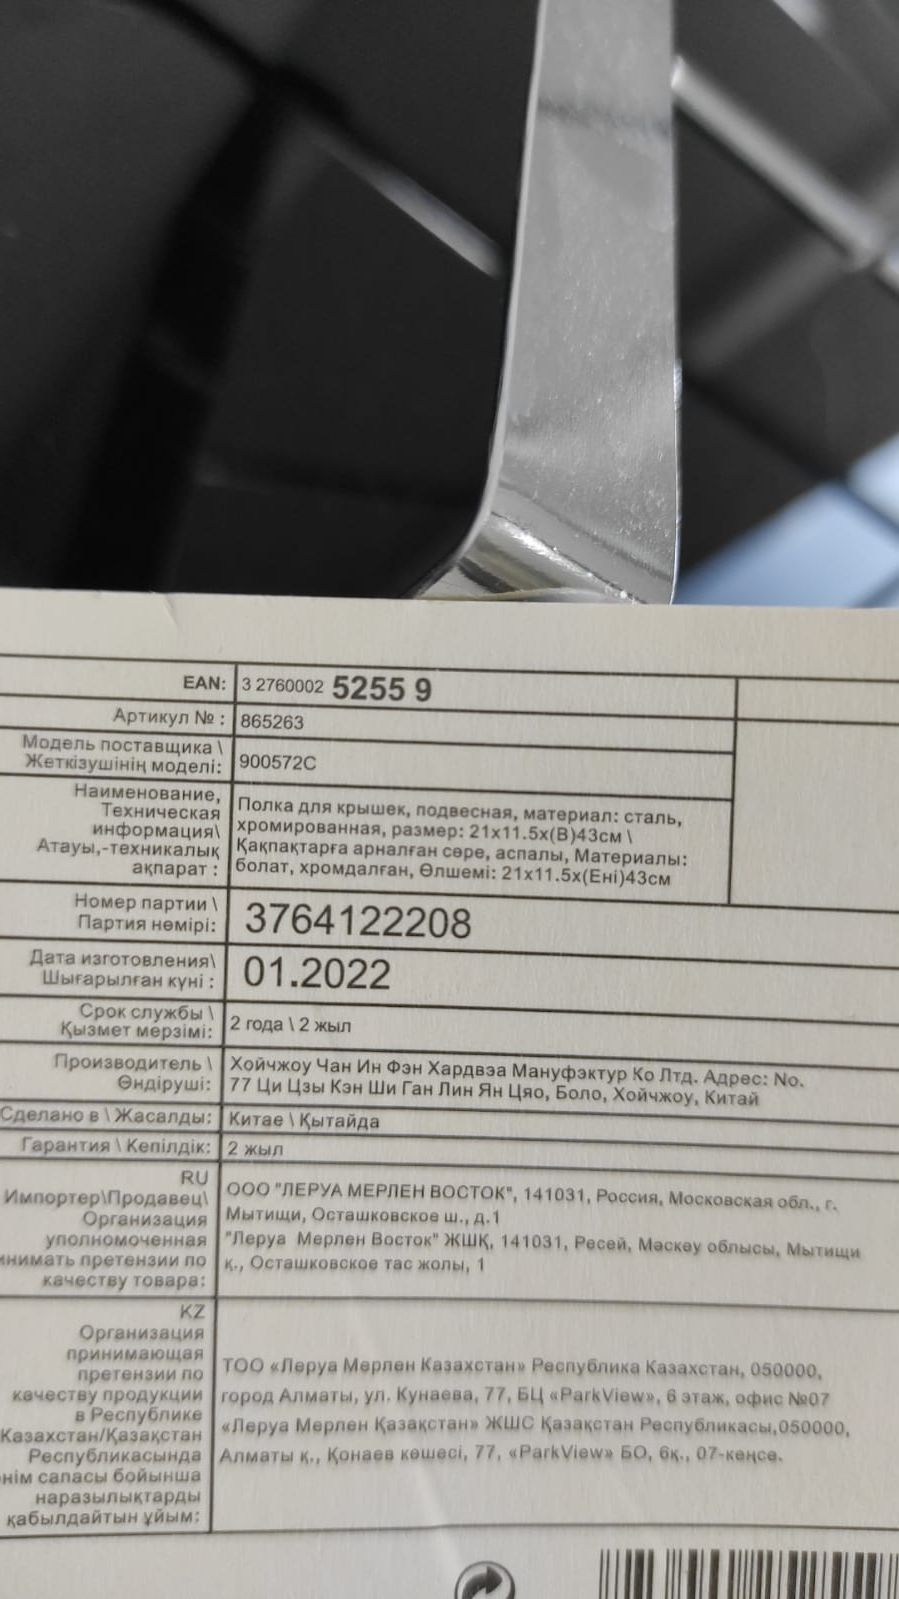 EAN: 3 2760002 5255 9
Артикул № : 865263
Модель поставщика \
Жеткізушінің моделі: 900572C
Наименование,
Техническая
информация\
Атауы,-техникалық
ақпарат :
Полка для крышек, подвесная, материал: сталь,
хромированная, размер: 21х11.5х(В)43см \
Қақпақтарға арналған сөре, аспалы, Материалы:
болат, хромдалған, Өлшемі: 21х11.5х(Ені)43см
Номер партии \
Партия немірі: 3764122208
Дата изготовления\
Шығарылған күні : 01.2022
Срок службы \
Қызмет мерзімі: 2 года \ 2 жыл
Производитель \
Өндіруші:
Хойчжоу Чан Ин Фэн Хардвэа Мануфэктур Ко Лтд. Адрес: No.
77 Ци Цзы Кэн Ши Ган Лин Ян Цяо, Боло, Хойчжоу, Китай
Сделано в \ Жасалды: Китае \ Қытайда
Гарантия \ Кепілдік: 2 жыл
RU
Импортер\Продавец\
Организация
уполномоченная
принимать претензии по
качеству товара:
ООО "ЛЕРУА МЕРЛЕН ВОСТОК", 141031, Россия, Московская обл., г.
Мытищи, Осташковское ш., д.1
"Леруа Мерлен Восток" ЖШҚ, 141031, Ресей, Мәскеу облысы, Мытищи
қ., Осташковское тас жолы, 1
KZ
Организация
принимающая
претензии по
качеству продукции
в Республике
Казахстан/Қазақстан
Республикасында
өнім сапасы бойынша
наразылықтарды
қабылдайтын ұйым:
ТОО «Леруа Мерлен Казахстан» Республика Казахстан, 050000,
город Алматы, ул. Кунаева, 77, БЦ «ParkView», 6 этаж, офис №07
«Леруа Мерлен Қазақстан» ЖШС Қазақстан Республикасы,050000,
Алматы қ., Қонаев көшесі, 77, «ParkView» БО, 6қ., 07-кеңсе.